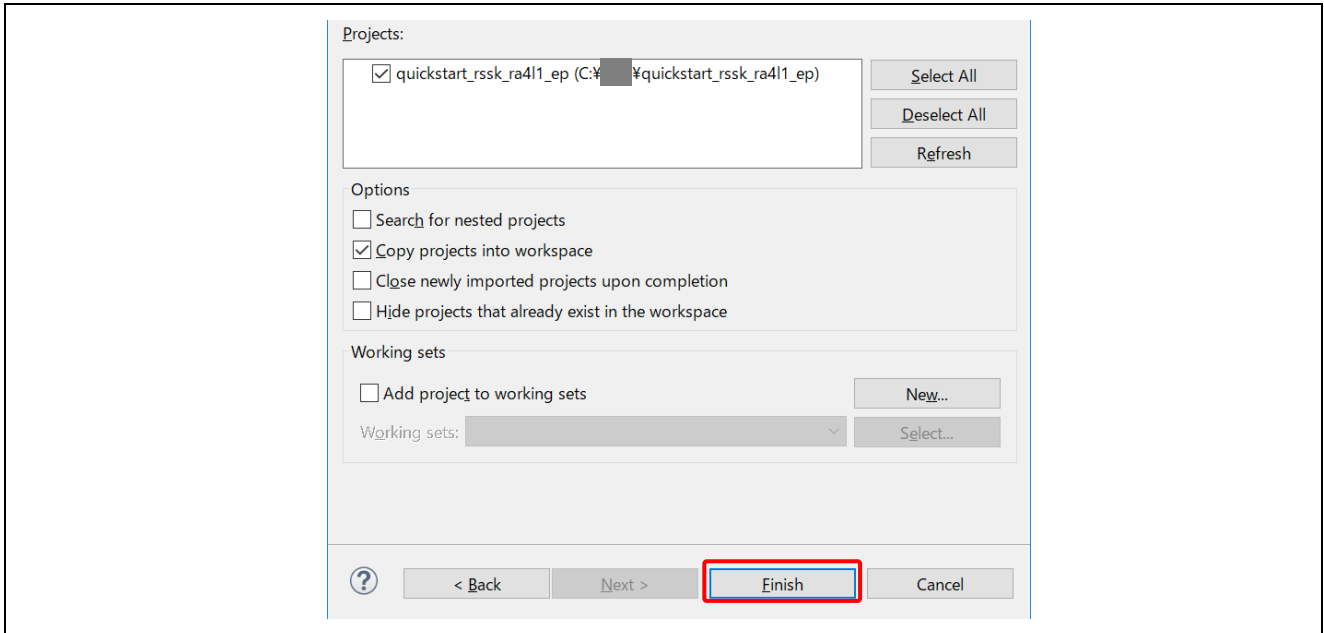 Projects:
quickstart_rssk_ra4l1_ep (C:¥ ¥quickstart_rssk_ra4l1_ep)
Select All
Deselect All
Refresh
Options
Search for nested projects
Copy projects into workspace
Close newly imported projects upon completion
Hide projects that already exist in the workspace
Working sets
Add project to working sets
New...
Working sets:
Select...
?
< Back
Next >
Finish
Cancel